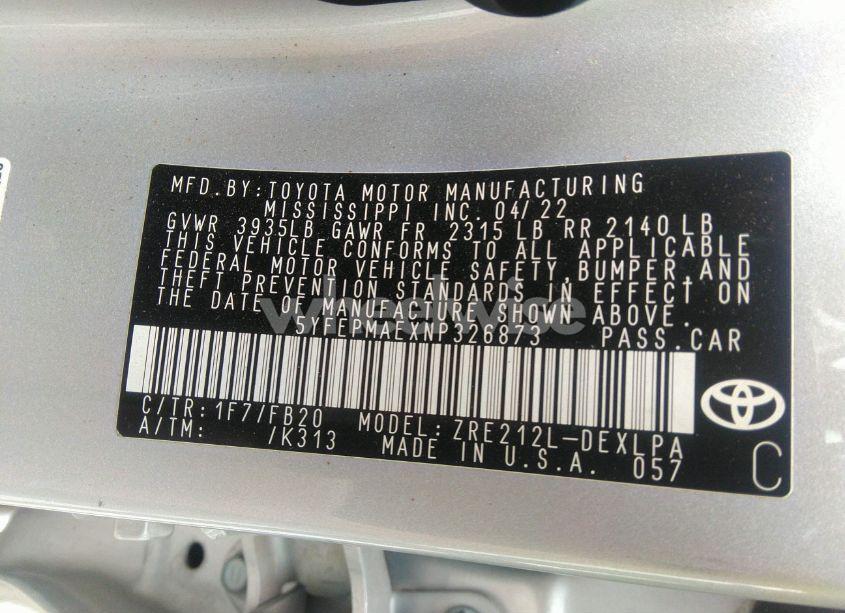 MFD.BY:TOYOTA MOTOR MANUFACTURING
MISSISSIPPI INC. 04/22
GVWR 3935LB GAWR FR 2315 LB RR 2140 LB
THIS VEHICLE CONFORMS TO ALL APPLICABLE
FEDERAL MOTOR VEHICLE SAFETY,BUMPER,AND
THEFT PREVENTION STANDARDS IN EFFECT ON
THE DATE OF MANUFACTURE SHOWN ABOVE.
wheelwise
5YFEPMAEXNP326873 PASS.CAR
C/TR:1F7/FB20 MODEL:ZRE212L-DEXLPA
A/TM: /K313 MADE IN U.S.A. 057
C